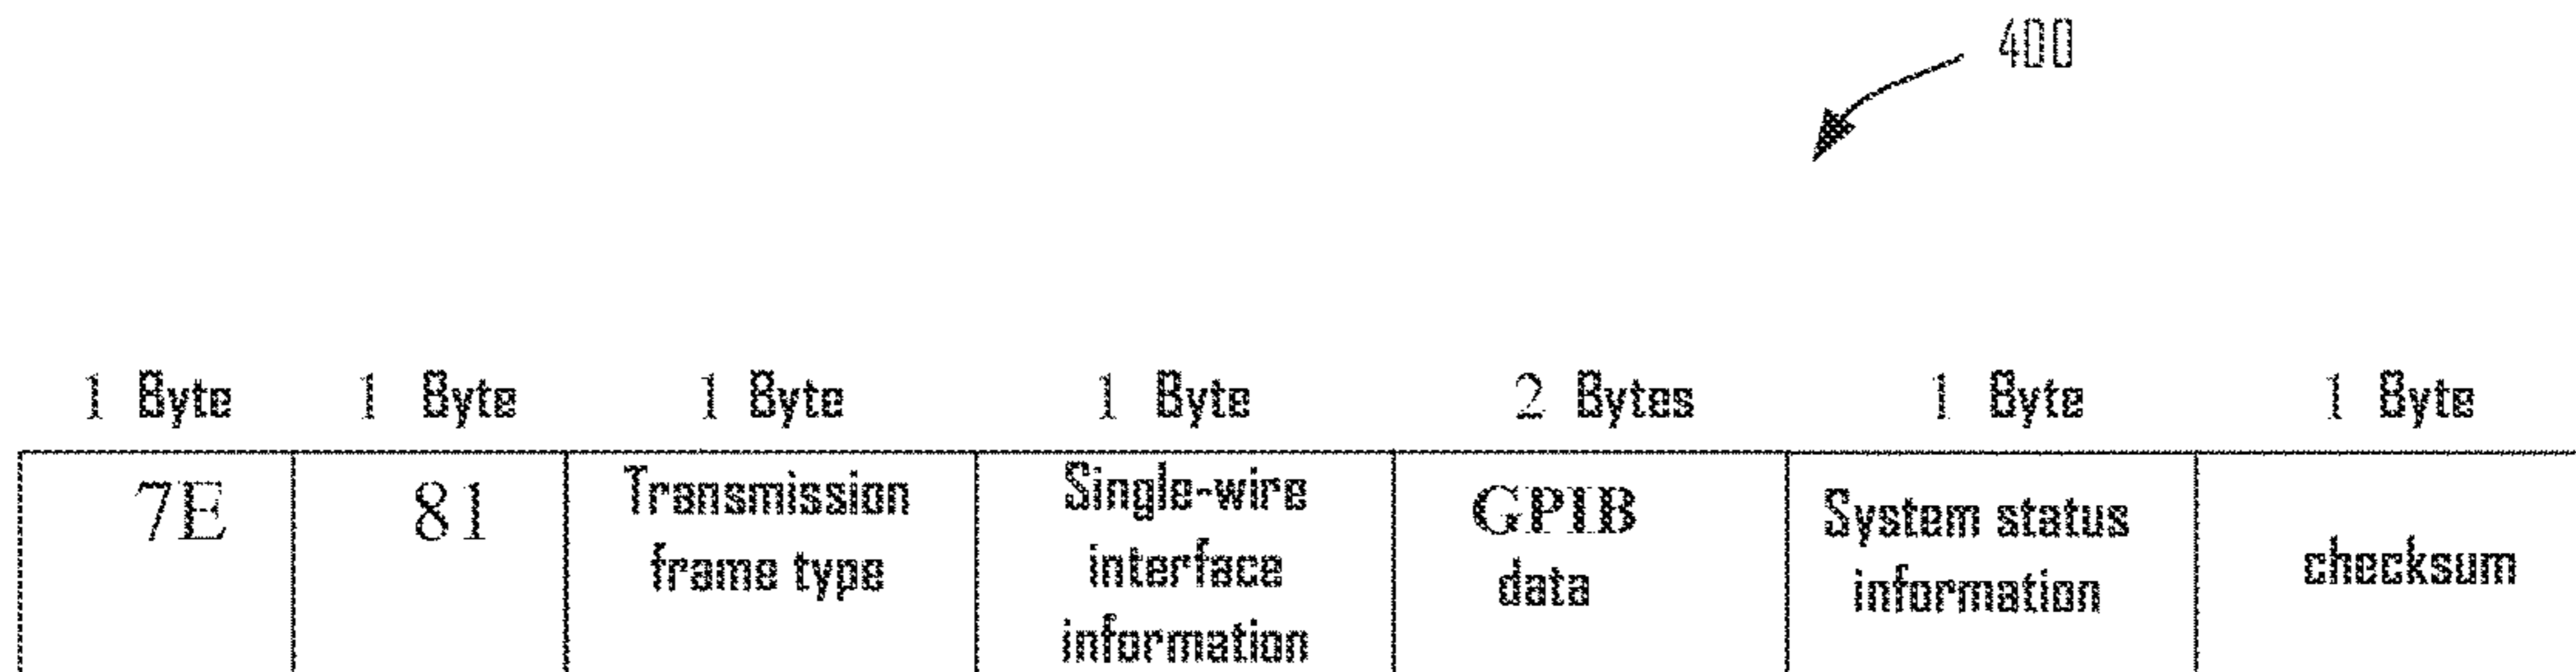 400
1 Byte 1 Byte 1 Byte 1 Byte 2 Bytes 1 Byte 1 Byte
7E
81
Transmission
frame type
Single-wire
interface
information
GPIB
data
System status
information
checksum